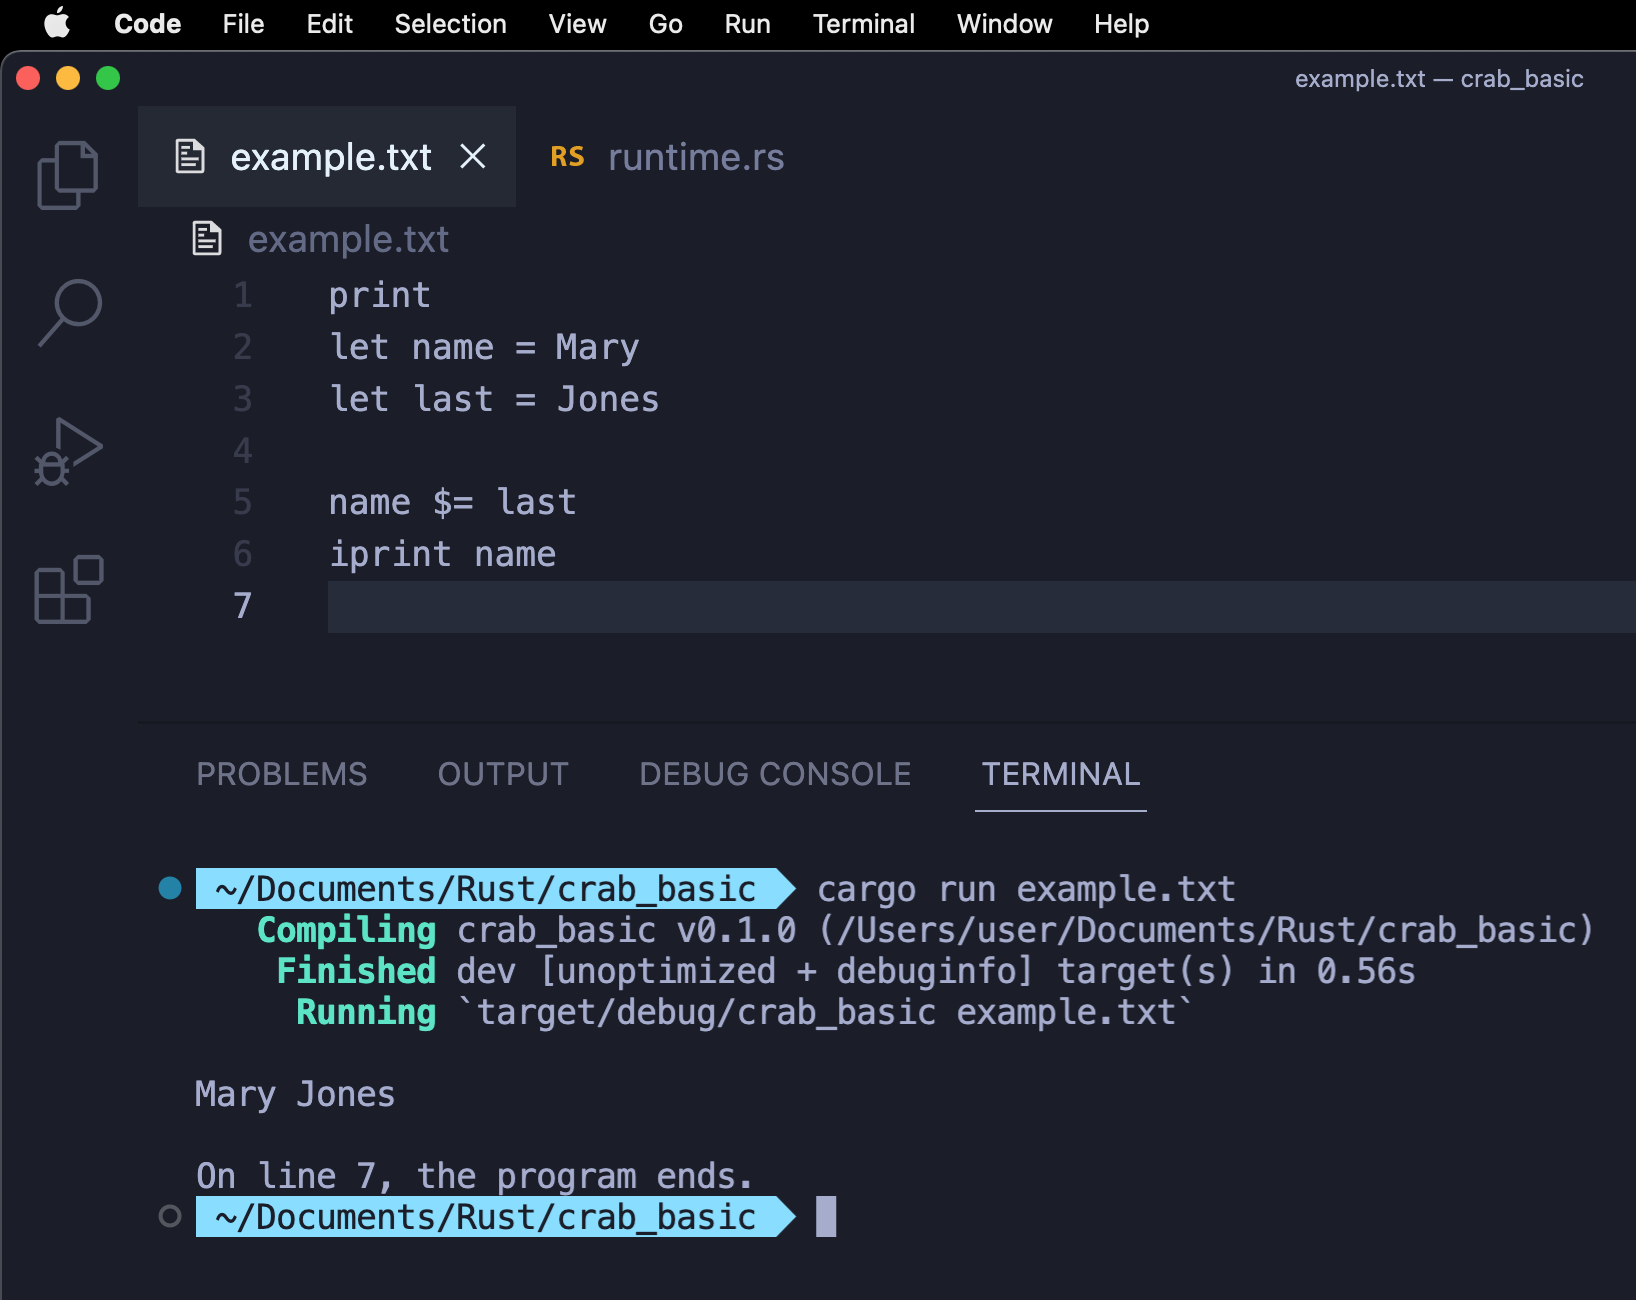 Code File Edit Selection View Go Run Terminal Window Help
example.txt — crab_basic
example.txt RS runtime.rs
example.txt
1 print
2 let name = Mary
3 let last = Jones
4
5 name $= last
6 iprint name
7
PROBLEMS OUTPUT DEBUG CONSOLE TERMINAL
~/Documents/Rust/crab_basic cargo run example.txt
Compiling crab_basic v0.1.0 (/Users/user/Documents/Rust/crab_basic)
Finished dev [unoptimized + debuginfo] target(s) in 0.56s
Running `target/debug/crab_basic example.txt`
Mary Jones
On line 7, the program ends.
~/Documents/Rust/crab_basic